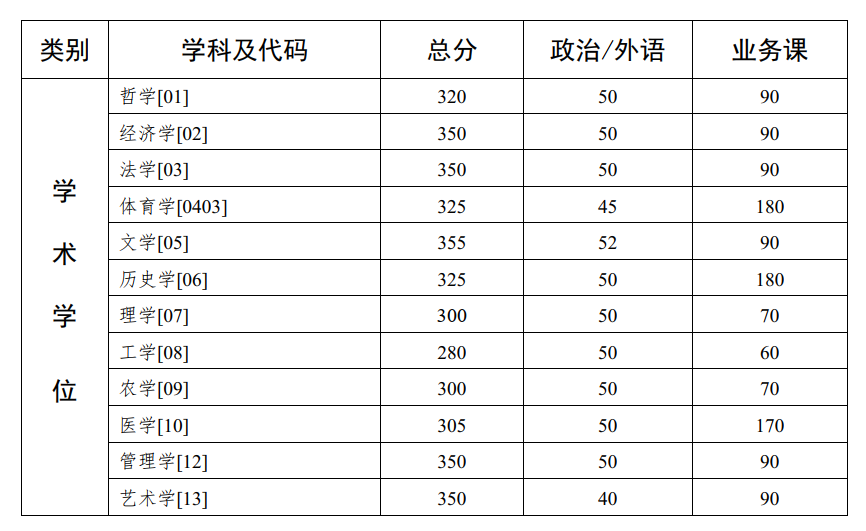 类别 学科及代码 总分 政治/外语 业务课
学术学位
哲学[01] 320 50 90
经济学[02] 350 50 90
法学[03] 350 50 90
体育学[0403] 325 45 180
文学[05] 355 52 90
历史学[06] 325 50 180
理学[07] 300 50 70
工学[08] 280 50 60
农学[09] 300 50 70
医学[10] 305 50 170
管理学[12] 350 50 90
艺术学[13] 350 40 90